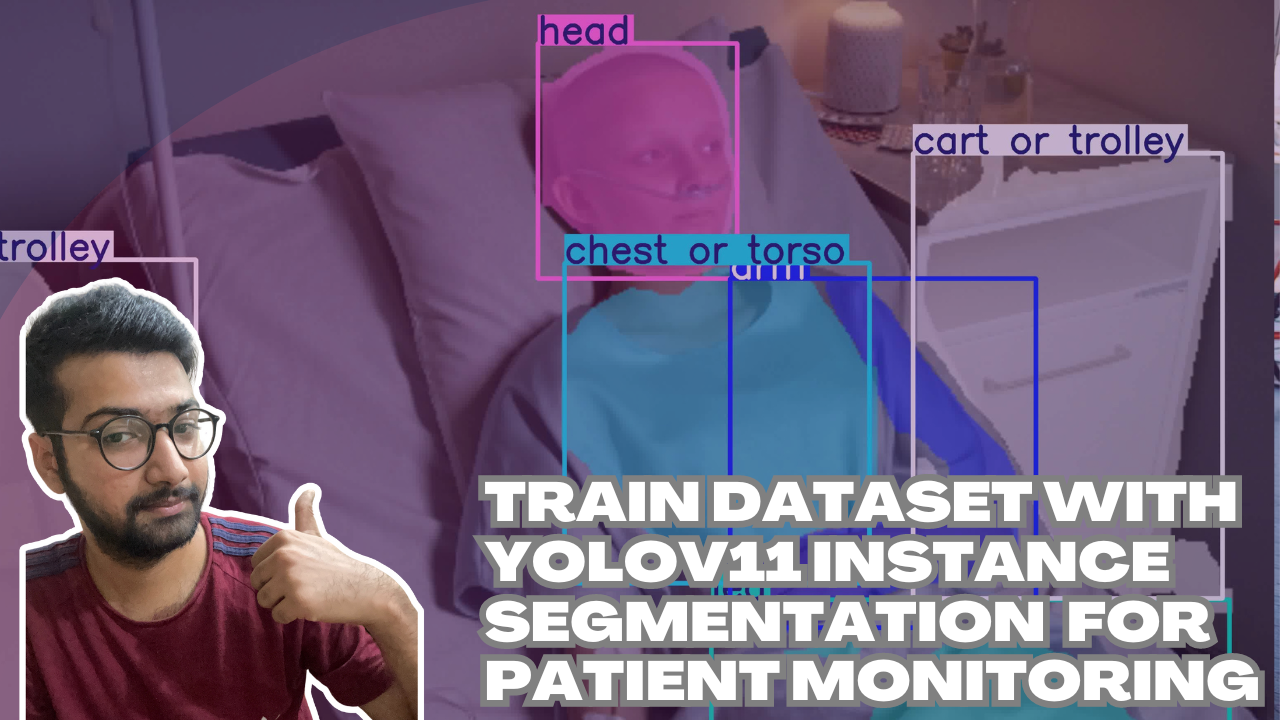 head
cart or trolley
trolley
chest or torso
arm
TRAIN DATASET WITH
YOLOV11 INSTANCE
SEGMENTATION FOR
PATIENT MONITORING